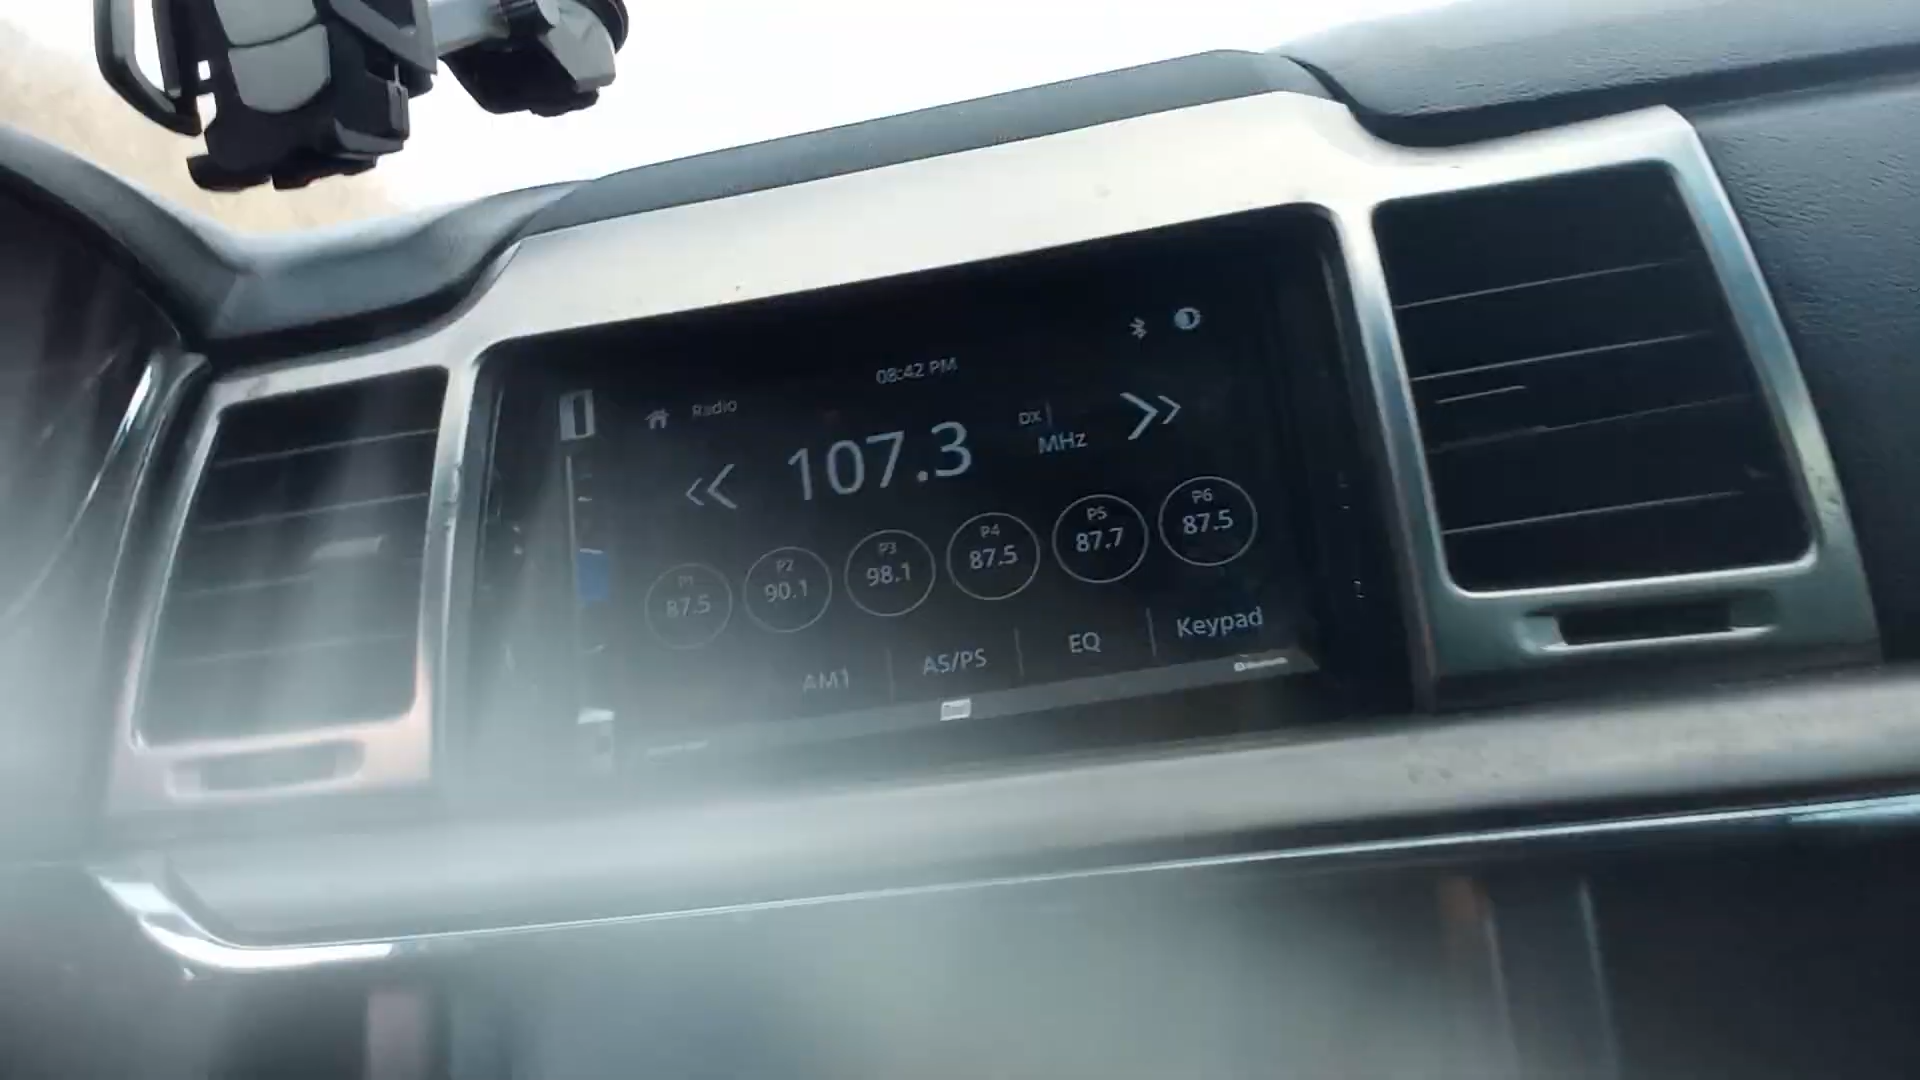 08:42 PM
Radio
107.3
DX
MHz
P1
87.5
P2
90.1
P3
98.1
P4
87.5
P5
87.7
P6
87.5
AM1
AS/PS
EQ
Keypad